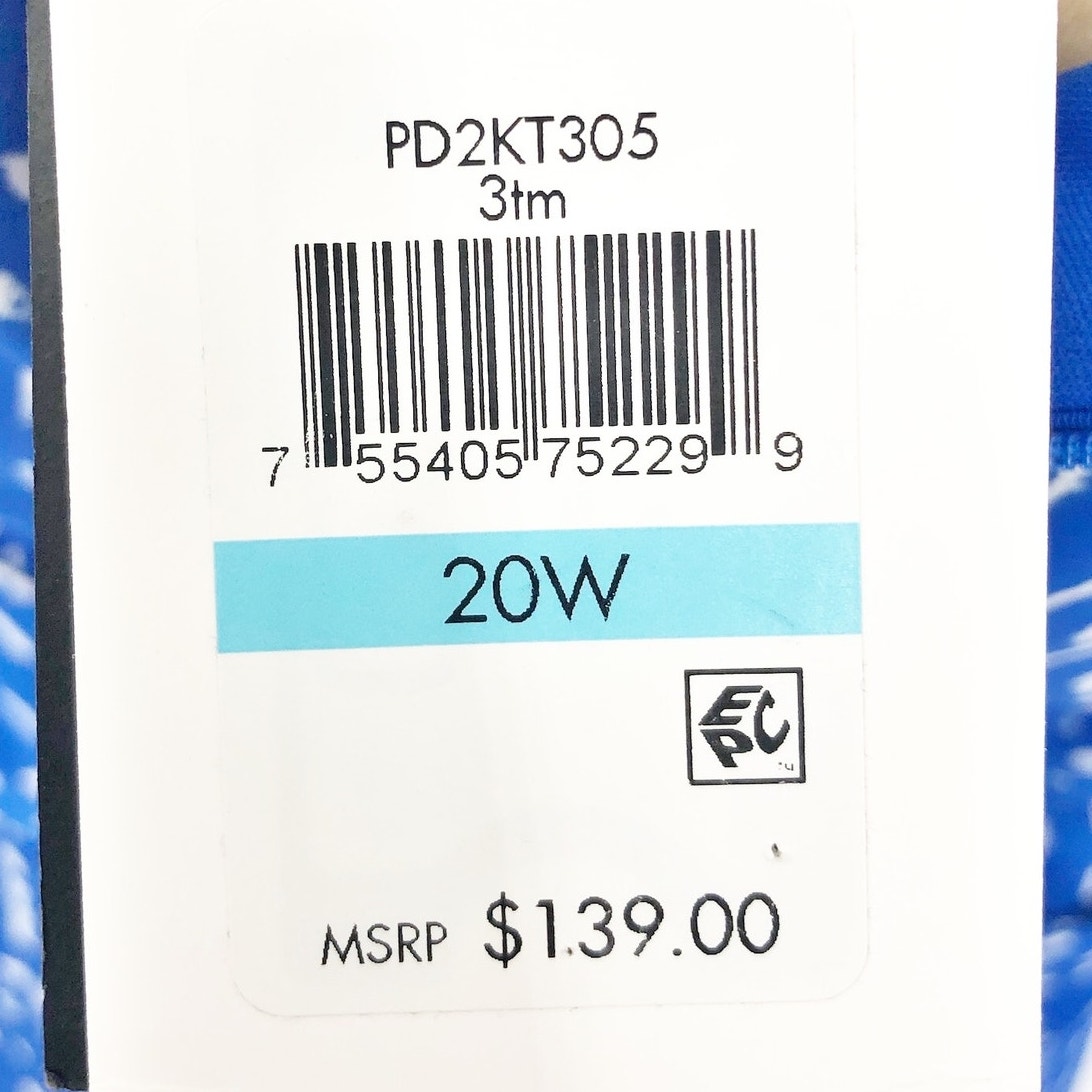 PD2KT305
3tm
7 55405 75229 9
20W
EPC
MSRP $139.00